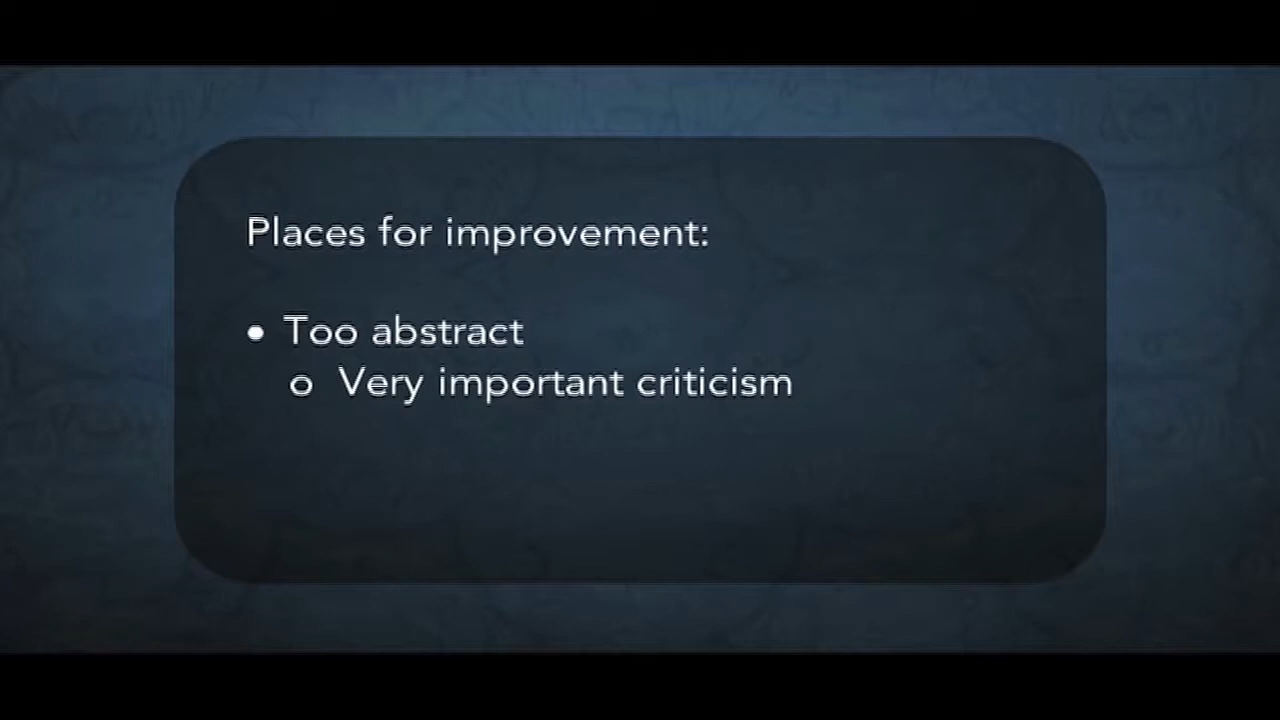 Places for improvement:
• Too abstract
o Very important criticism